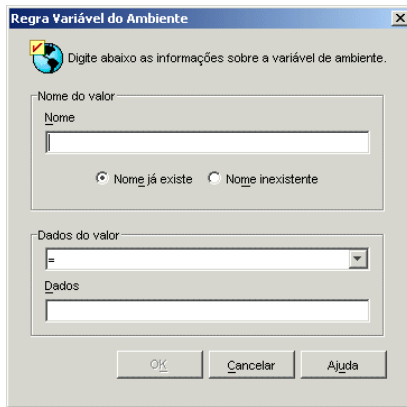 Regra Variável do Ambiente
Digite abaixo as informações sobre a variável de ambiente.
Nome do valor
Nome
Nome já existe Nome inexistente
Dados do valor
=
Dados
OK Cancelar Ajuda